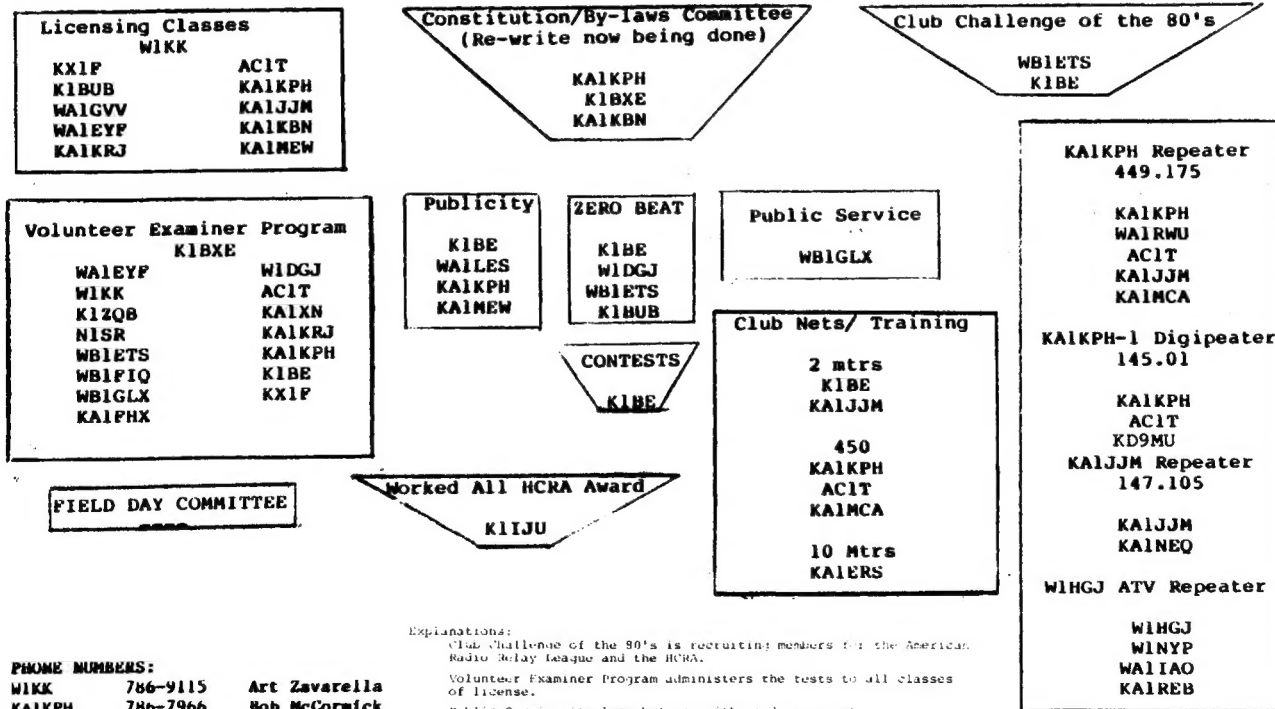 Licensing Classes
W1KK
KX1F AC1T
K1BUB KA1KPH
WA1GVV KA1JJM
WA1EYF KA1KBN
KA1KRJ KA1MEW
Constitution/By-laws Committee
(Re-write now being done)
KA1KPH
K1BXE
KA1KBN
Club Challenge of the 80's
WB1ETS
K1BE
Volunteer Examiner Program
K1BXE
WA1EYF W1DGJ
W1KK AC1T
K1ZQB KA1XN
N1SR KA1KRJ
WB1ETS KA1KPH
WB1FIQ K1BE
WB1GLX KX1F
KA1FHX
Publicity
K1BE
WA1LES
KA1KPH
KA1MEW
ZERO BEAT
K1BE
W1DGJ
WB1ETS
K1BUB
Public Service
WB1GLX
CONTESTS
K1BE
Club Nets/ Training
2 mtrs
K1BE
KA1JJM
450
KA1KPH
AC1T
KA1MCA
10 Mtrs
KA1ERS
KA1KPH Repeater
449.175
KA1KPH
WA1RWU
AC1T
KA1JJM
KA1MCA
KA1KPH-1 Digipeater
145.01
KA1KPH
AC1T
KD9MU
KA1JJM Repeater
147.105
KA1JJM
KA1NEQ
W1HGJ ATV Repeater
W1HGJ
W1NYP
WA1IAO
KA1REB
FIELD DAY COMMITTEE
Worked All HCRA Award
K1IJU
Explanations:
Club Challenge of the 80's is recruiting members for the American
Radio Relay League and the HCRA.
Volunteer Examiner Program administers the tests to all classes
of license.
Public Service
PHONE NUMBERS:
W1KK 786-9115 Art Zavarella
KA1KPH 786-7966 Bob McCormick